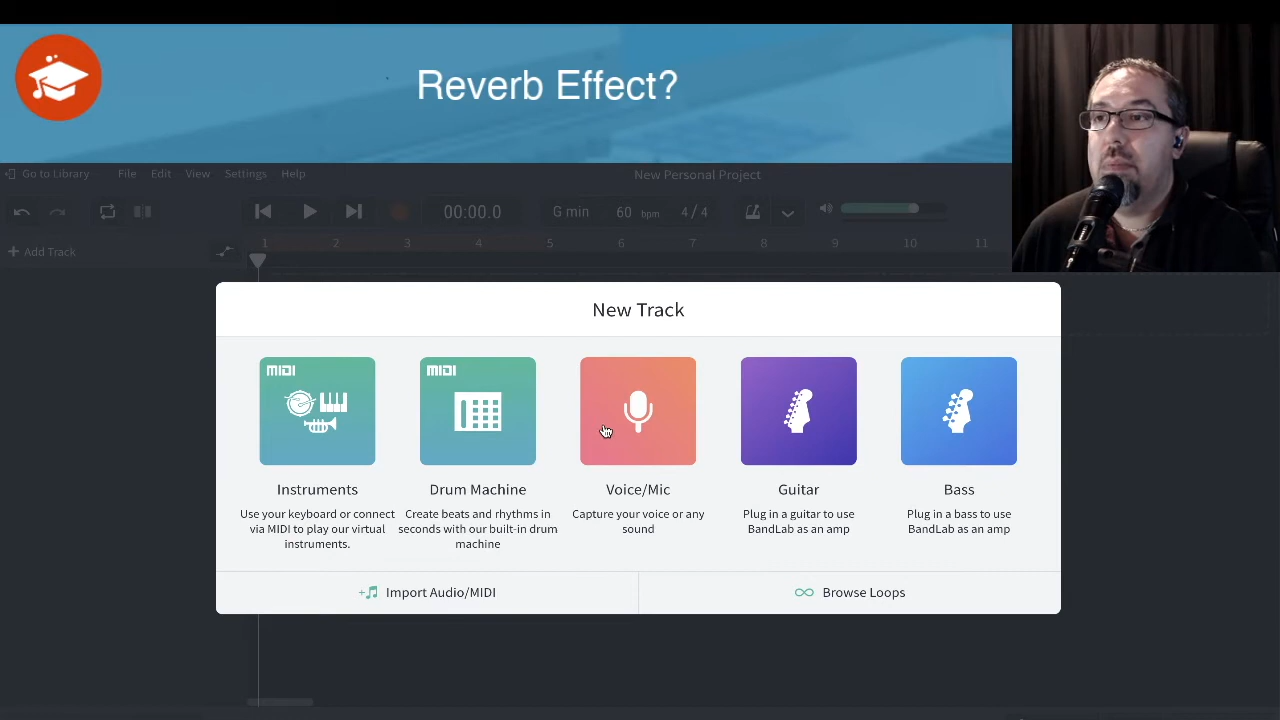 Reverb Effect?
Go to Library File Edit View Settings Help New Personal Project
00:00.0 G min 60 bpm 4/4
+ Add Track 1 2 3 4 5 6 7 8 9 10 11
New Track
MIDI MIDI
Instruments Drum Machine Voice/Mic Guitar Bass
Use your keyboard or connect Create beats and rhythms in Capture your voice or any Plug in a guitar to use Plug in a bass to use
via MIDI to play our virtual seconds with our built-in drum sound BandLab as an amp BandLab as an amp
instruments. machine
Import Audio/MIDI Browse Loops